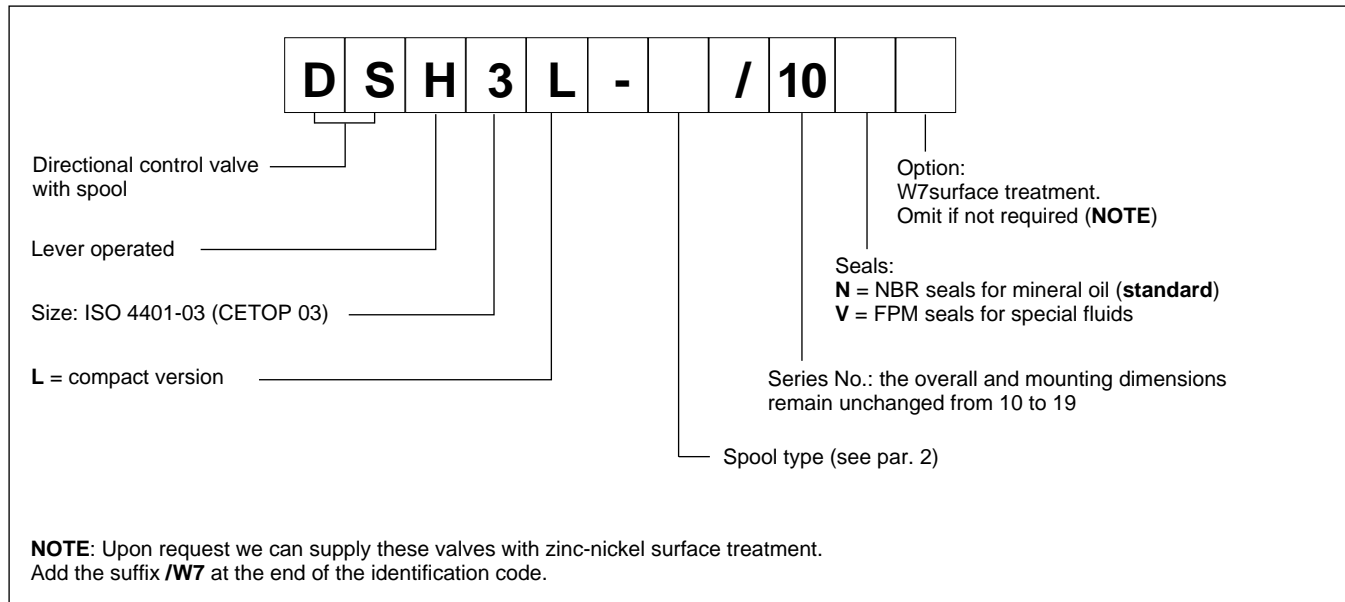 D S H 3 L - / 10
Directional control valve
with spool
Lever operated
Size: ISO 4401-03 (CETOP 03)
L = compact version
Option:
W7surface treatment.
Omit if not required (NOTE)
Seals:
N = NBR seals for mineral oil (standard)
V = FPM seals for special fluids
Series No.: the overall and mounting dimensions
remain unchanged from 10 to 19
Spool type (see par. 2)
NOTE: Upon request we can supply these valves with zinc-nickel surface treatment.
Add the suffix /W7 at the end of the identification code.